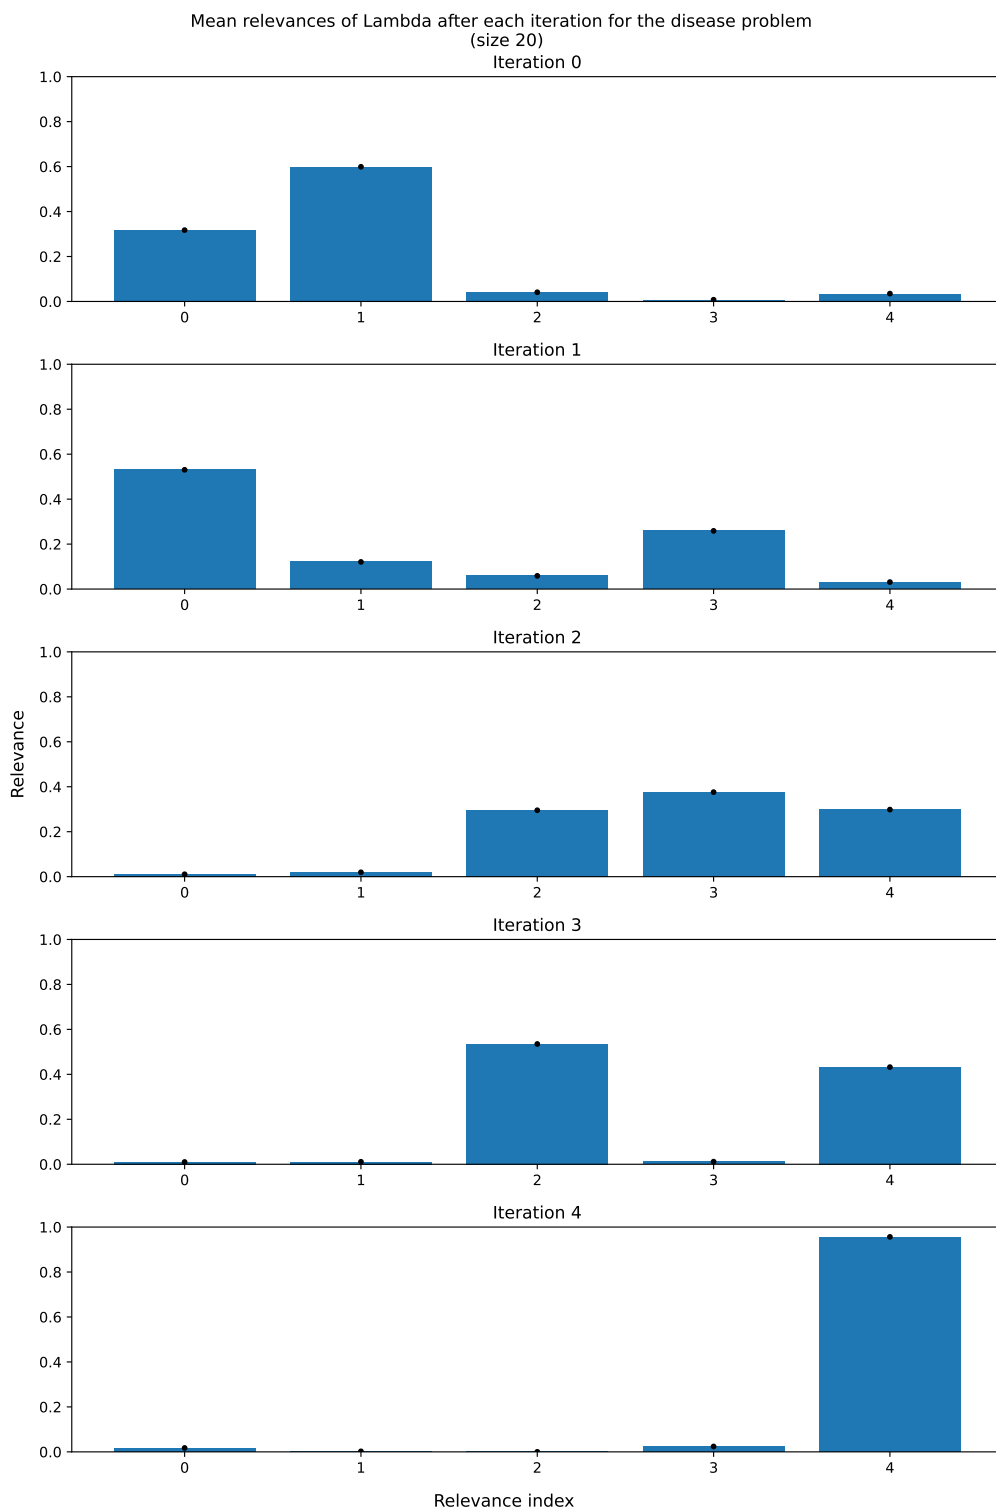 Mean relevances of Lambda after each iteration for the disease problem
(size 20)
Iteration 0
1.0
0.8
0.6
0.4
0.2
0.0
0 1 2 3 4
Iteration 1
1.0
0.8
0.6
0.4
0.2
0.0
0 1 2 3 4
Iteration 2
1.0
0.8
0.6
0.4
0.2
0.0
0 1 2 3 4
Relevance
Iteration 3
1.0
0.8
0.6
0.4
0.2
0.0
0 1 2 3 4
Iteration 4
1.0
0.8
0.6
0.4
0.2
0.0
0 1 2 3 4
Relevance index